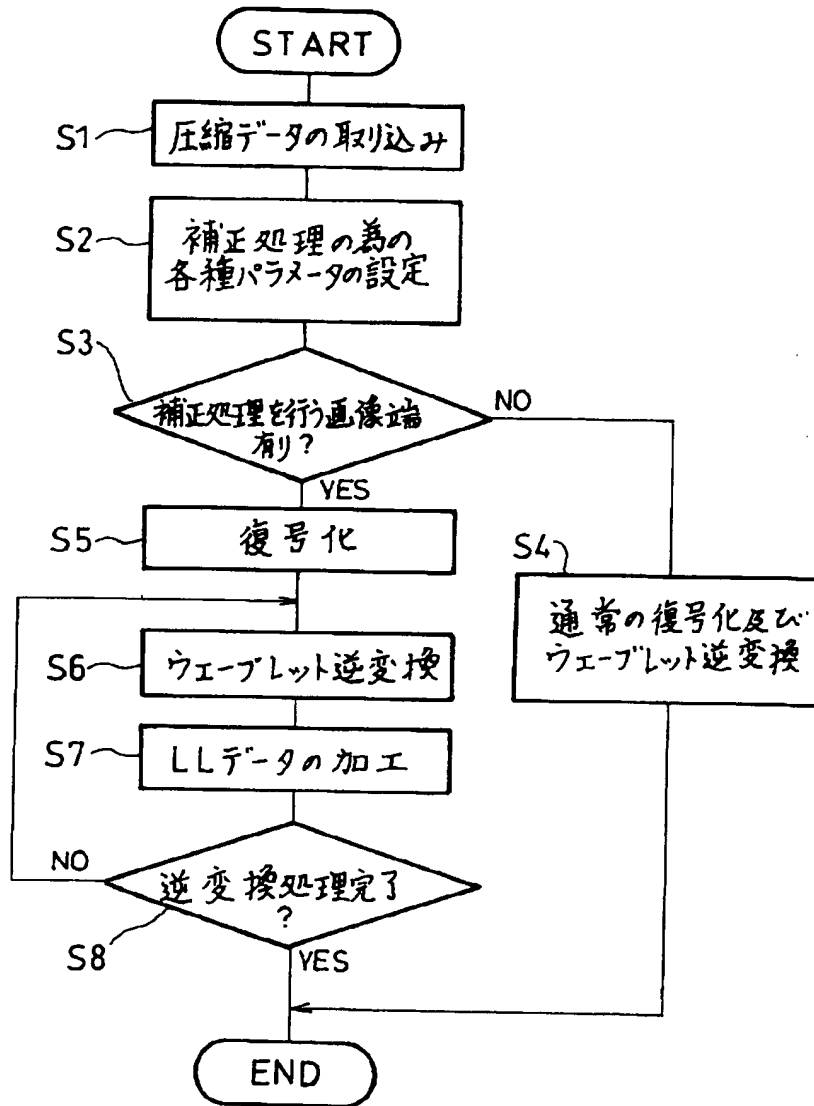 START
S1
圧縮データの取り込み
S2
補正処理の為の
各種パラメータの設定
S3
補正処理を行う画像端
有り?
NO
YES
S5
復号化
S4
通常の復号化及び
ウェーブレット逆変換
S6
ウェーブレット逆変換
S7
LLデータの加工
NO
逆変換処理完了
?
S8
YES
END